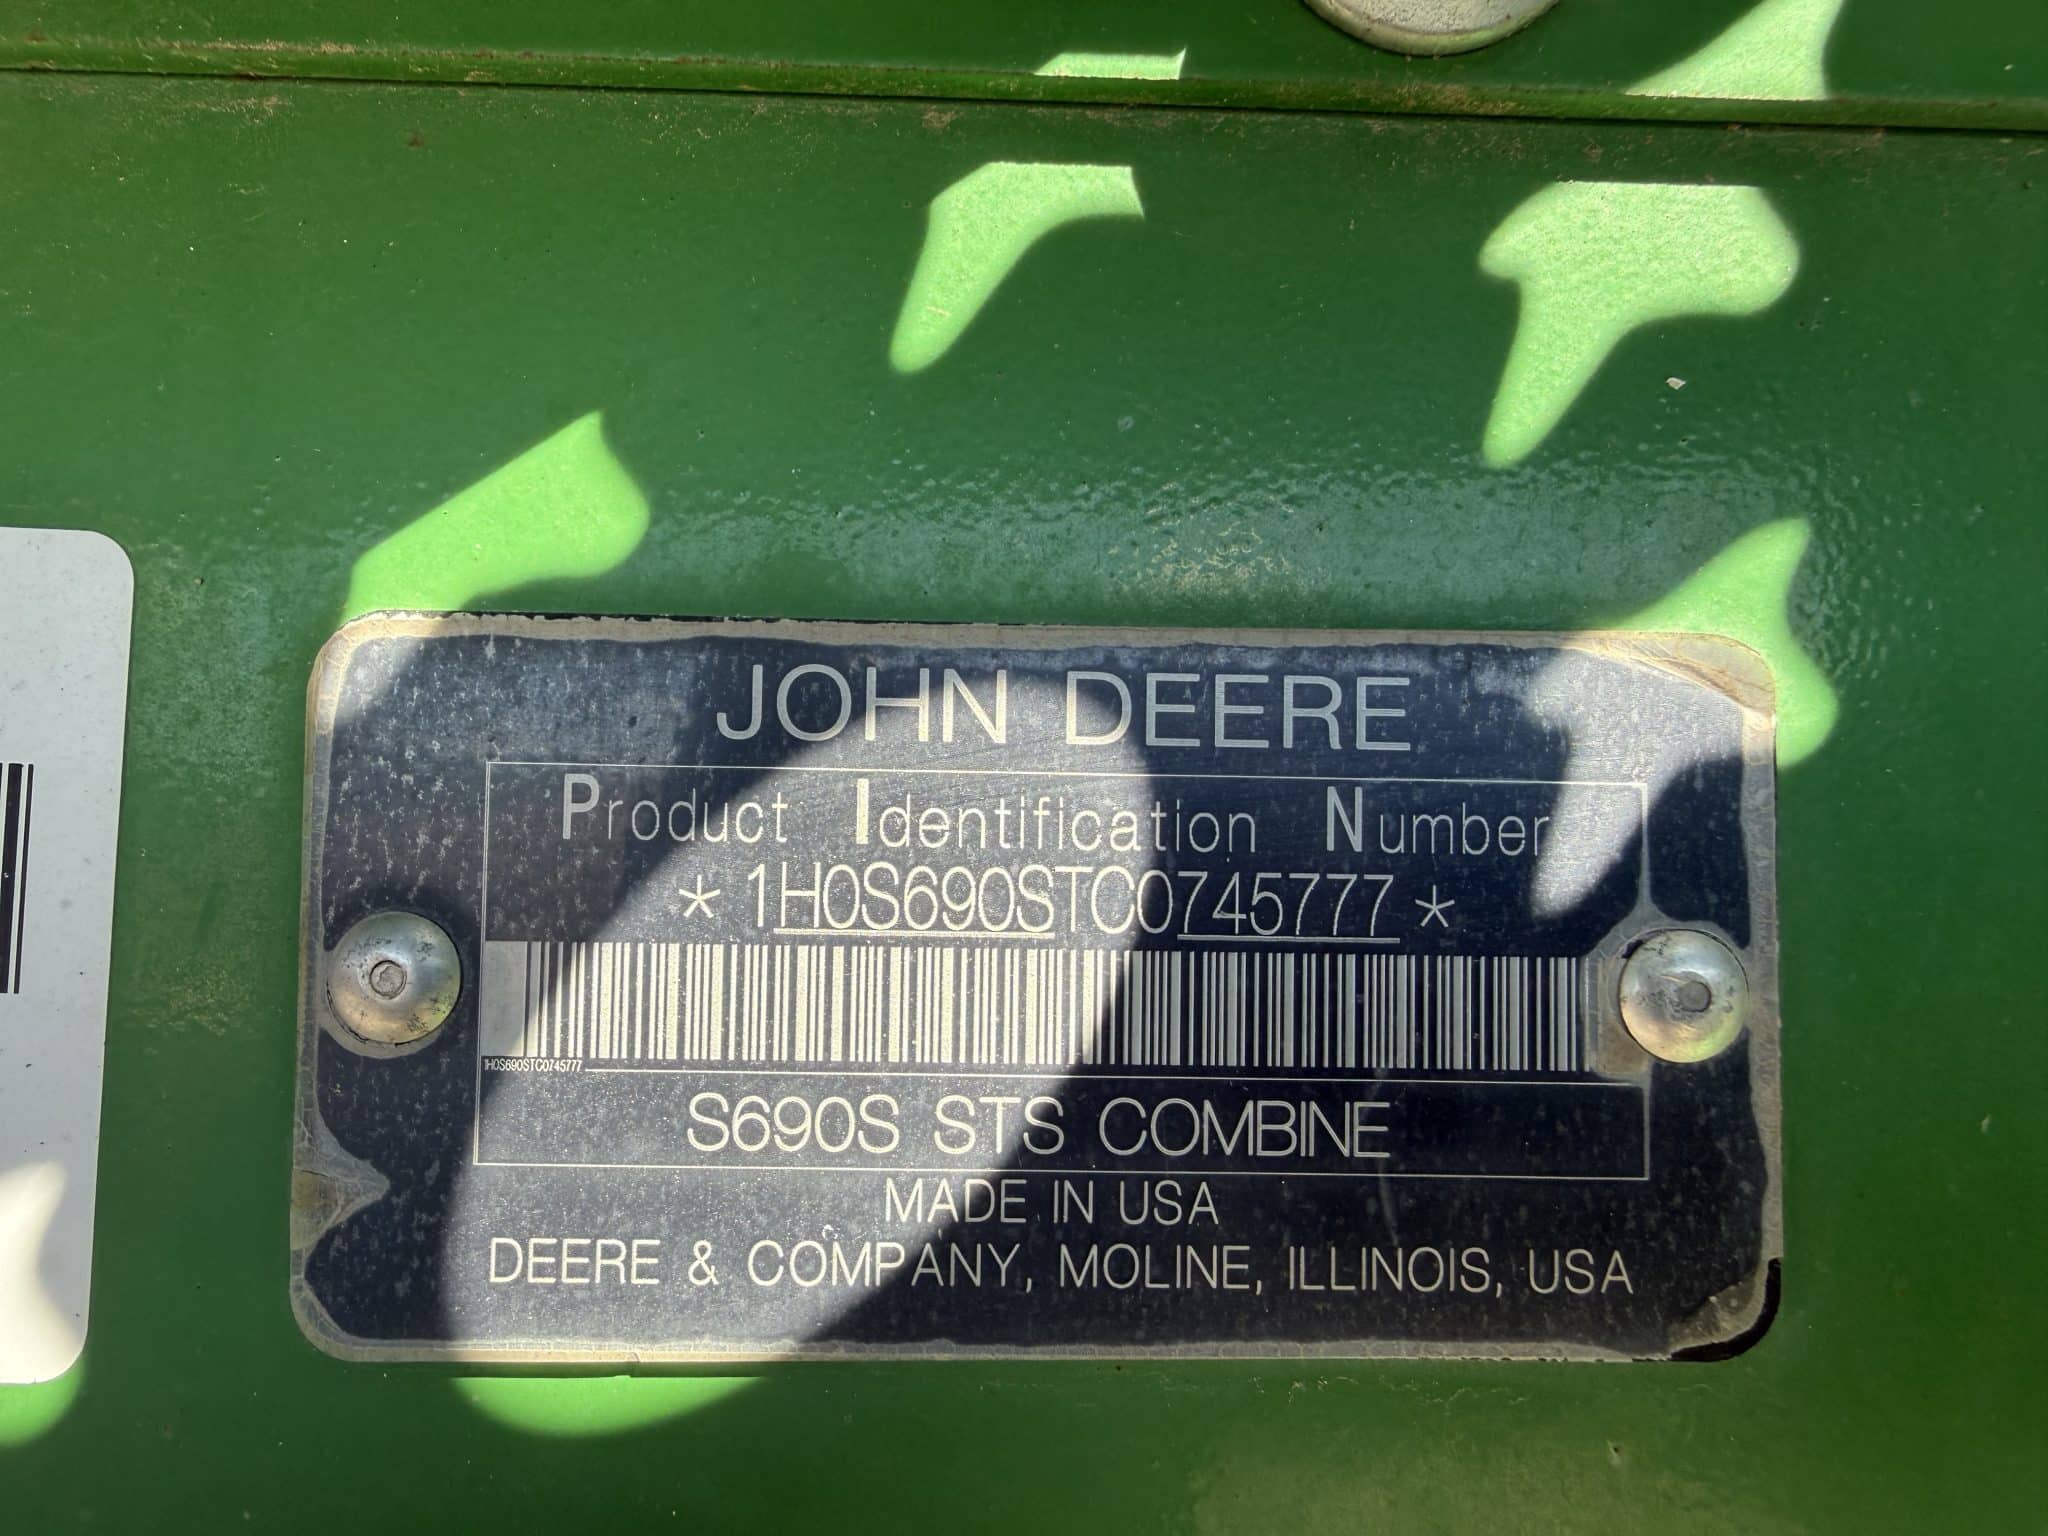 JOHN DEERE
Product Identification Number
* 1H0S690STC0745777 *
1H0S690STC0745777
S690S STS COMBINE
MADE IN USA
DEERE & COMPANY, MOLINE, ILLINOIS, USA